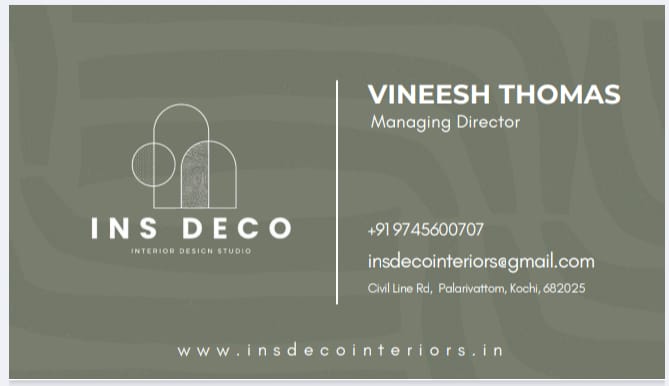 INS DECO
INTERIOR DESIGN STUDIO
VINEESH THOMAS
Managing Director
+91 9745600707
insdecointeriors@gmail.com
Civil Line Rd, Palarivattom, Kochi, 682025
www.insdecointeriors.in